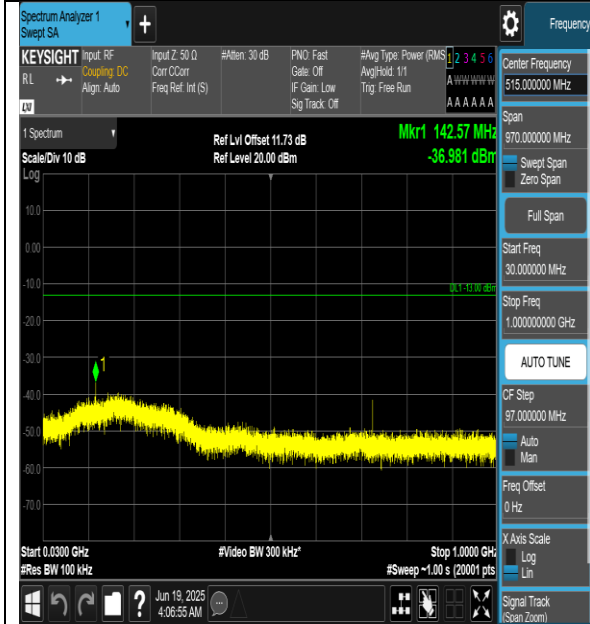 Spectrum Analyzer 1
Swept SA
+
Frequency
KEYSIGHT
RL
LXI
Input: RF
Coupling: DC
Align: Auto
Input Z: 50 Ω
Corr CCorr
Freq Ref: Int (S)
#Atten: 30 dB
PNO: Fast
Gate: Off
IF Gain: Low
Sig Track: Off
#Avg Type: Power (RMS
Avg|Hold: 1/1
Trig: Free Run
1 2 3 4 5 6
A W W W W W
A A A A A A
1 Spectrum
Scale/Div 10 dB
Log
Ref Lvl Offset 11.73 dB
Ref Level 20.00 dBm
Mkr1 142.57 MHz
-36.981 dBm
10.0
0.00
-10.0
-20.0
-30.0
-40.0
-50.0
-60.0
-70.0
DL1 -13.00 dBm
1
Start 0.0300 GHz
#Res BW 100 kHz
#Video BW 300 kHz*
Stop 1.0000 GHz
#Sweep ~1.00 s (20001 pts
Jun 19, 2025
4:06:55 AM
?
Center Frequency
515.000000 MHz
Span
970.000000 MHz
Swept Span
Zero Span
Full Span
Start Freq
30.000000 MHz
Stop Freq
1.000000000 GHz
AUTO TUNE
CF Step
97.000000 MHz
Auto
Man
Freq Offset
0 Hz
X Axis Scale
Log
Lin
Signal Track
(Span Zoom)